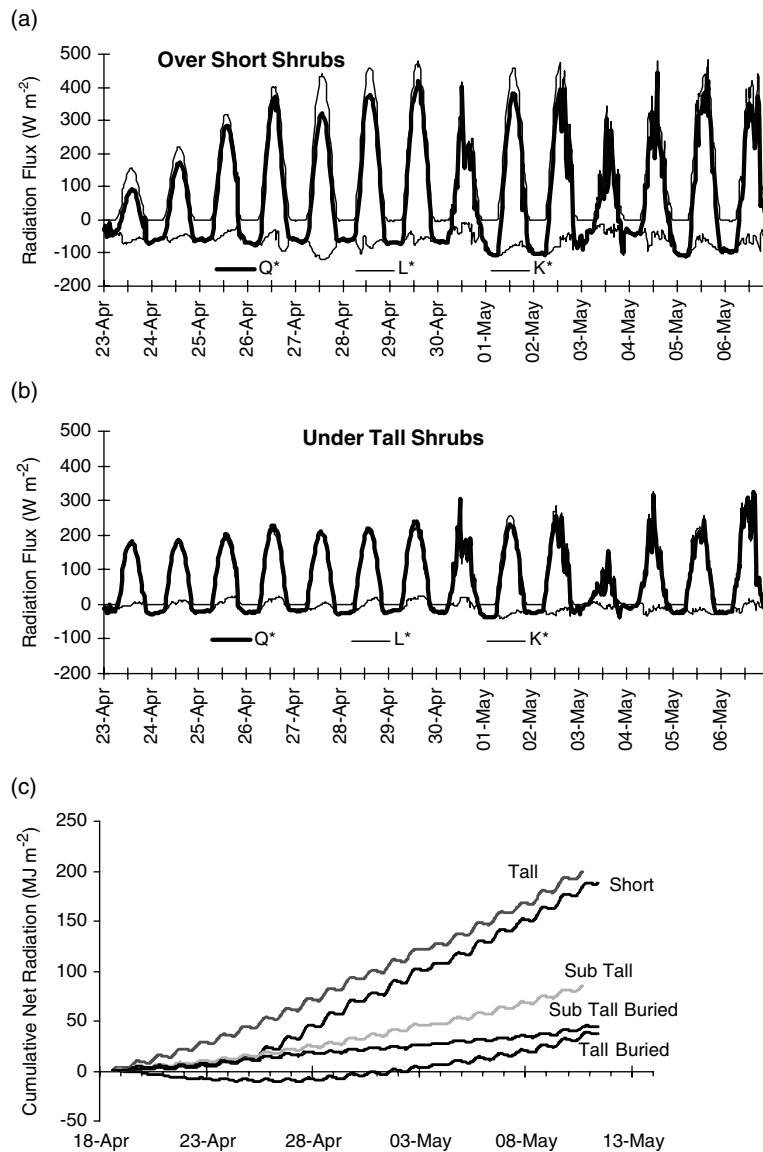 (a)
Over Short Shrubs
Radiation Flux (W m-2)
500
400
300
200
100
0
-100
-200
Q* L* K*
23-Apr 24-Apr 25-Apr 26-Apr 27-Apr 28-Apr 29-Apr 30-Apr 01-May 02-May 03-May 04-May 05-May 06-May
(b)
Under Tall Shrubs
Radiation Flux (W m-2)
500
400
300
200
100
0
-100
-200
Q* L* K*
23-Apr 24-Apr 25-Apr 26-Apr 27-Apr 28-Apr 29-Apr 30-Apr 01-May 02-May 03-May 04-May 05-May 06-May
(c)
Cumulative Net Radiation (MJ m-2)
250
200
150
100
50
0
-50
Tall
Short
Sub Tall
Sub Tall Buried
Tall Buried
18-Apr 23-Apr 28-Apr 03-May 08-May 13-May